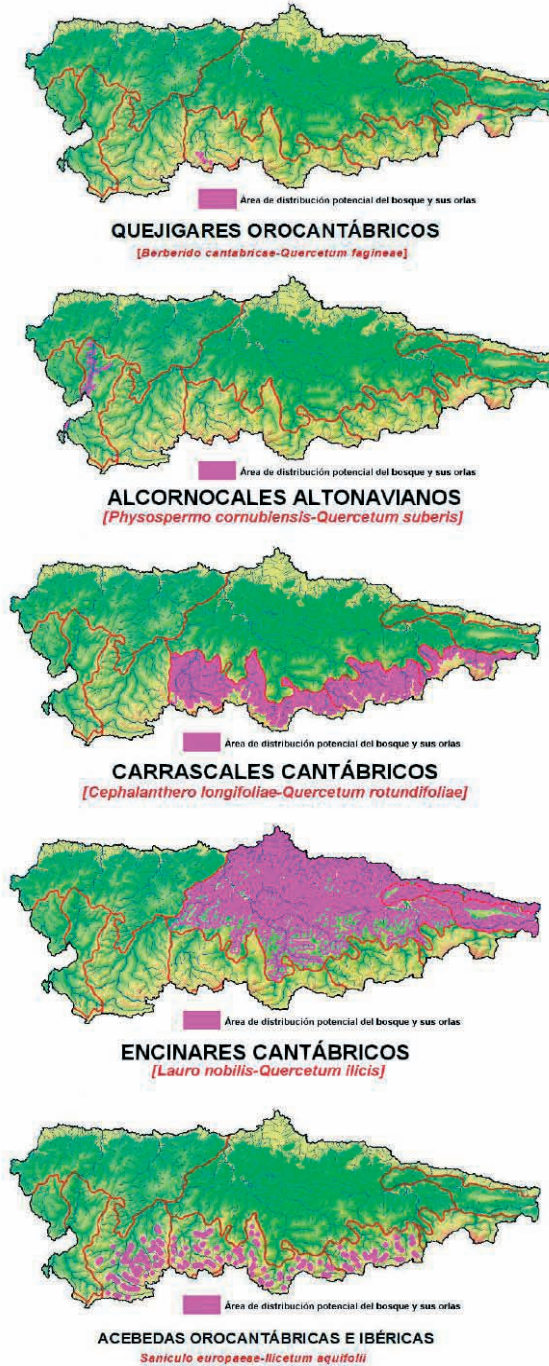 Área de distribución potencial del bosque y sus orlas
QUEJIGARES OROCANTÁBRICOS
[Berberido cantabricae-Quercetum fagineae]
Área de distribución potencial del bosque y sus orlas
ALCORNOCALES ALTONAVIANOS
[Physospermo cornubiensis-Quercetum suberis]
Área de distribución potencial del bosque y sus orlas
CARRASCALES CANTÁBRICOS
[Cephalanthero longifoliae-Quercetum rotundifoliae]
Área de distribución potencial del bosque y sus orlas
ENCINARES CANTÁBRICOS
[Lauro nobilis-Quercetum ilicis]
Área de distribución potencial del bosque y sus orlas
ACEBEDAS OROCANTÁBRICAS E IBÉRICAS
Saniculo europaeae-Ilicetum aquifolii